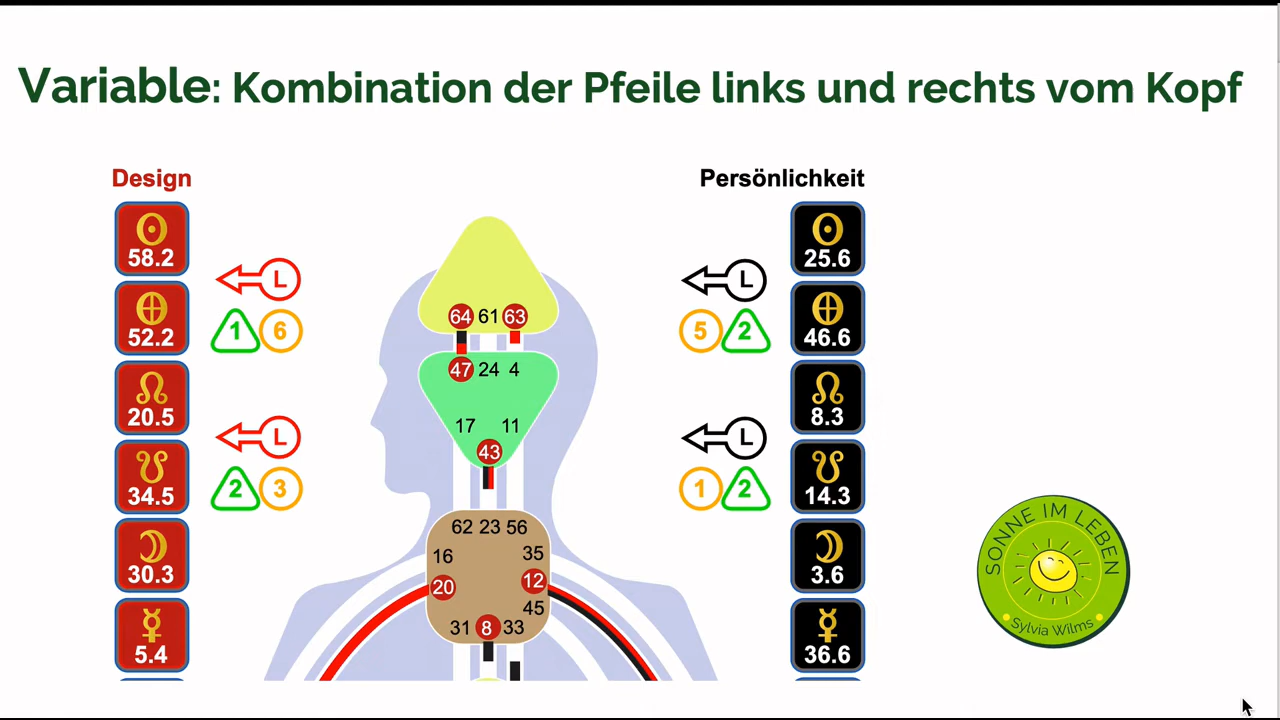 Variable: Kombination der Pfeile links und rechts vom Kopf
Design
Persönlichkeit
58.2
52.2
20.5
34.5
30.3
5.4
L
1 6
L
2 3
64 61 63
47 24 4
17 11
43
62 23 56
16 35
20 12
45
31 8 33
L
5 2
L
1 2
25.6
46.6
8.3
14.3
3.6
36.6
SONNE IM LEBEN
Sylvia Wilms